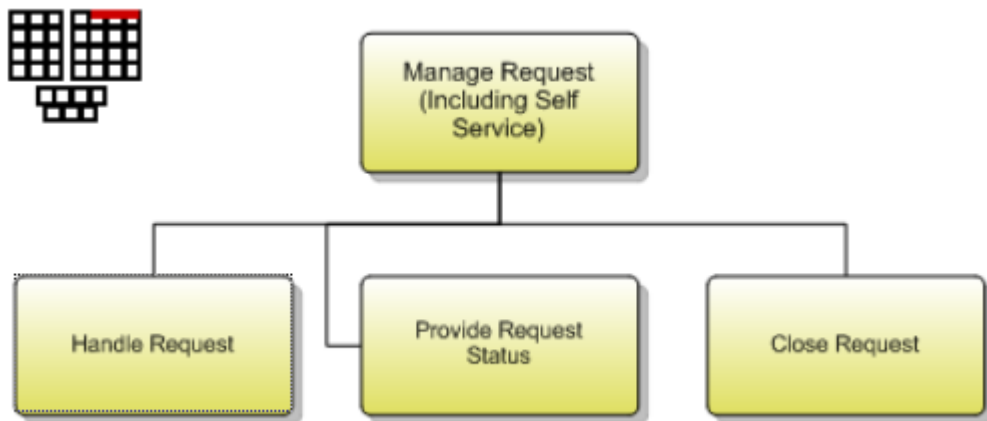 Manage Request
(Including Self
Service)
Handle Request
Provide Request
Status
Close Request